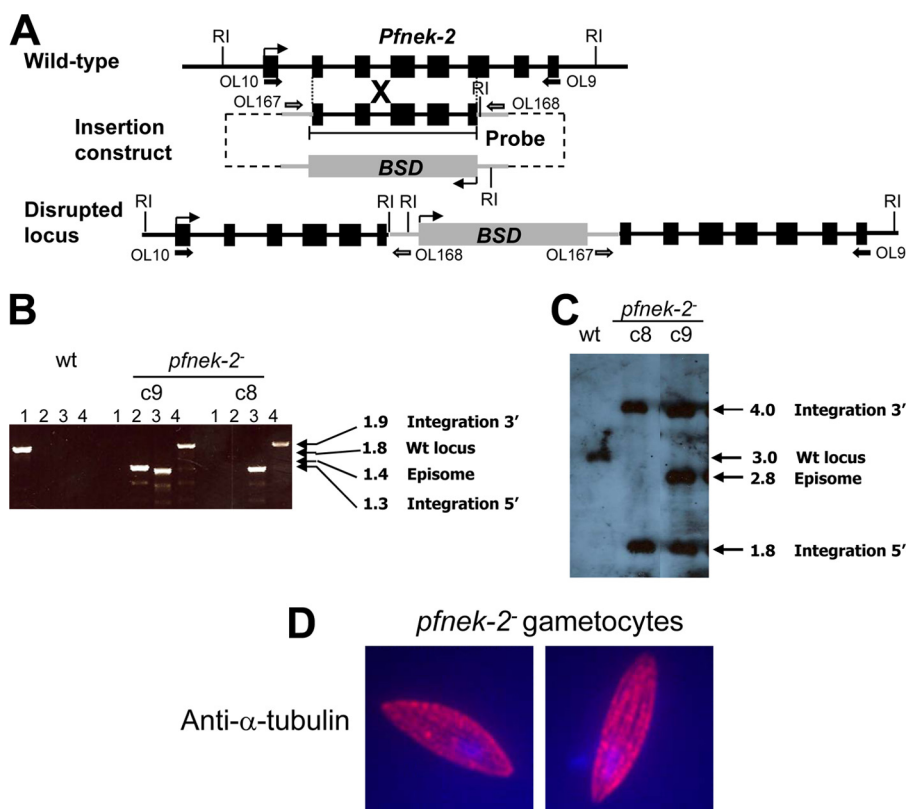 A
Pfnek-2
RI
RI
Wild-type
OL10
OL9
X
RI
OL167
OL168
Insertion
construct
Probe
BSD
RI
Disrupted
locus
RI
RI
RI
RI
BSD
OL10
OL168
OL167
OL9
B
wt
pfnek-2-
c9
c8
1 2 3 4 1 2 3 4 1 2 3 4
1.9 Integration 3′
1.8 Wt locus
1.4 Episome
1.3 Integration 5′
C
pfnek-2-
wt
c8
c9
4.0 Integration 3′
3.0 Wt locus
2.8 Episome
1.8 Integration 5′
D
pfnek-2- gametocytes
Anti-α-tubulin